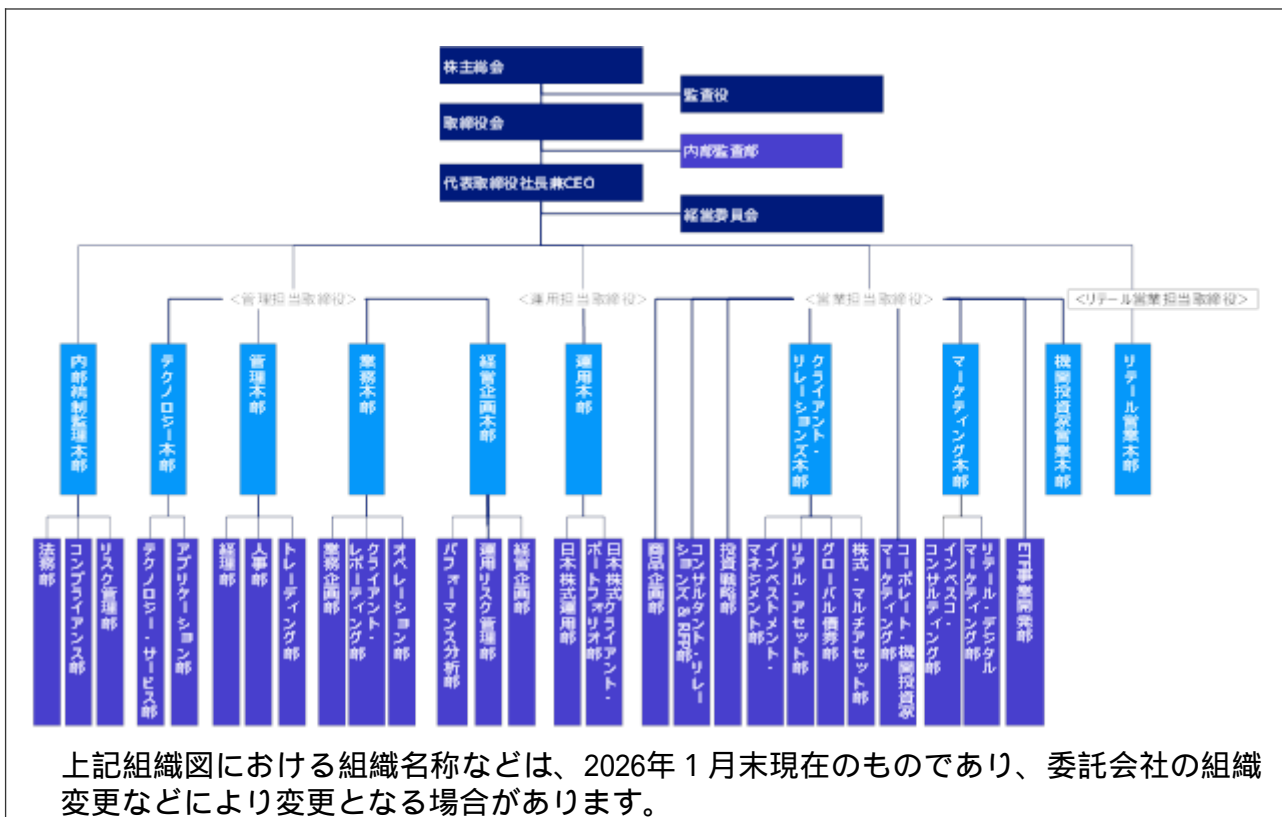 株主総会
監査役
取締役会
内部監査部
代表取締役社長兼CEO
経営委員会
＜管理担当取締役＞
＜運用担当取締役＞
＜営業担当取締役＞
＜リテール営業担当取締役＞
内部統制監理本部
テクノロジー本部
管理本部
業務本部
経営企画本部
運用本部
クライアント・
リレーションズ本部
マーケティング本部
機関投資家営業本部
リテール営業本部
法務部
コンプライアンス部
リスク管理部
テクノロジー・サービス部
アプリケーション部
経理部
人事部
トレーディング部
業務企画部
クライアント・
レポーティング部
オペレーション部
パフォーマンス分析部
運用リスク管理部
経営企画部
日本株式運用部
日本株式クライアント・
ポートフォリオ部
商品企画部
コンサルタント・リレー
ションズ & RFP部
投資戦略部
インベストメント・
マネジメント部
リアル・アセット部
グローバル債券部
株式・マルチアセット部
コーポレート・機関投資家
マーケティング部
インベスコ・
コンサルティング部
リテール・デジタル
マーケティング部
ETF事業開発部
上記組織図における組織名称などは、2026年１月末現在のものであり、委託会社の組織
変更などにより変更となる場合があります。